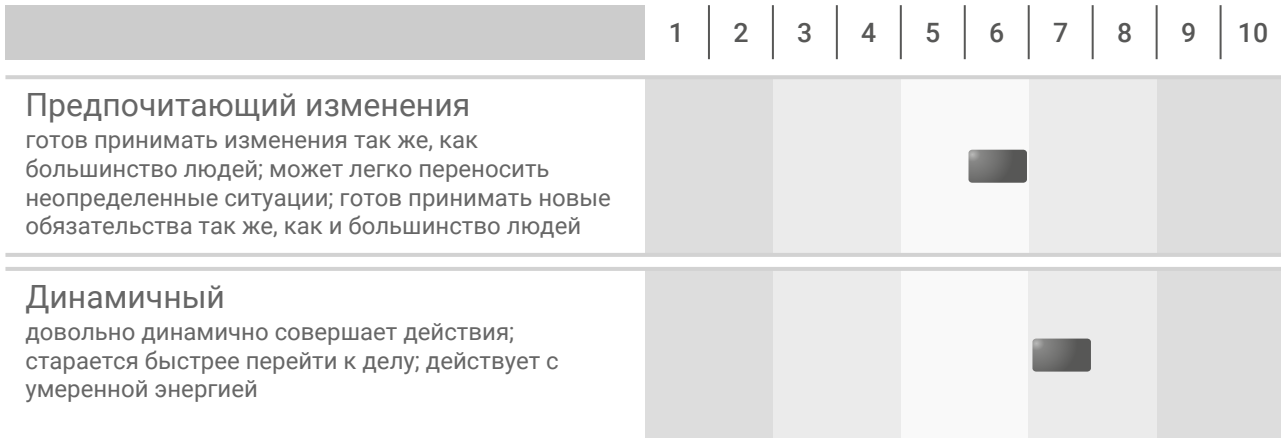 1 2 3 4 5 6 7 8 9 10
Предпочитающий изменения
готов принимать изменения так же, как
большинство людей; может легко переносить
неопределенные ситуации; готов принимать новые
обязательства так же, как и большинство людей
Динамичный
довольно динамично совершает действия;
старается быстрее перейти к делу; действует с
умеренной энергией